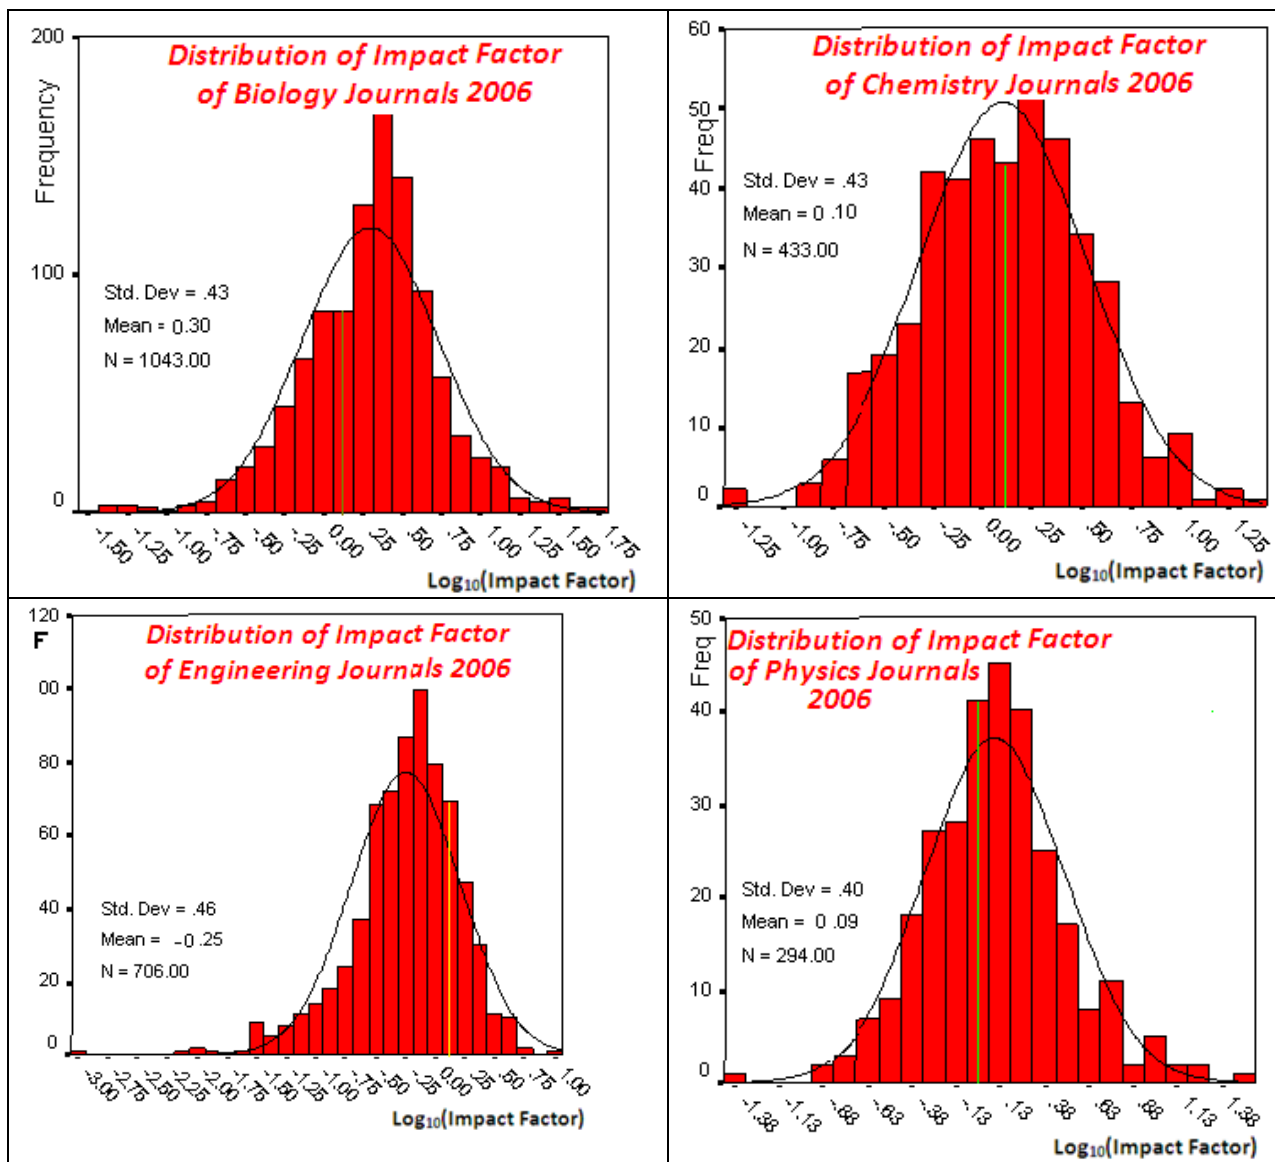 Distribution of Impact Factor
of Biology Journals 2006
200
100
0
Frequency
Std. Dev = .43
Mean = 0.30
N = 1043.00
-1.50 -1.25 -1.00 -.75 -.50 -.25 0.00 .25 .50 .75 1.00 1.25 1.50 1.75
Log10(Impact Factor)
Distribution of Impact Factor
of Chemistry Journals 2006
60
50
40
30
20
10
0
Freq
Std. Dev = .43
Mean = 0 .10
N = 433.00
-1.25 -1.00 -.75 -.50 -.25 0.00 .25 .50 .75 1.00 1.25
Log10(Impact Factor)
Distribution of Impact Factor
of Engineering Journals 2006
120
00
80
60
40
20
0
F
Std. Dev = .46
Mean = -0 .25
N = 706.00
-3.00 -2.75 -2.50 -2.25 -2.00 -1.75 -1.50 -1.25 -1.00 -.75 -.50 -.25 0.00 .25 .50 .75 1.00
Log10(Impact Factor)
Distribution of Impact Factor
of Physics Journals
2006
50
40
30
20
10
0
Freq
Std. Dev = .40
Mean = 0 .09
N = 294.00
-1.38 -1.13 -.88 -.63 -.38 -.13 .13 .38 .63 .88 1.13 1.38
Log10(Impact Factor)